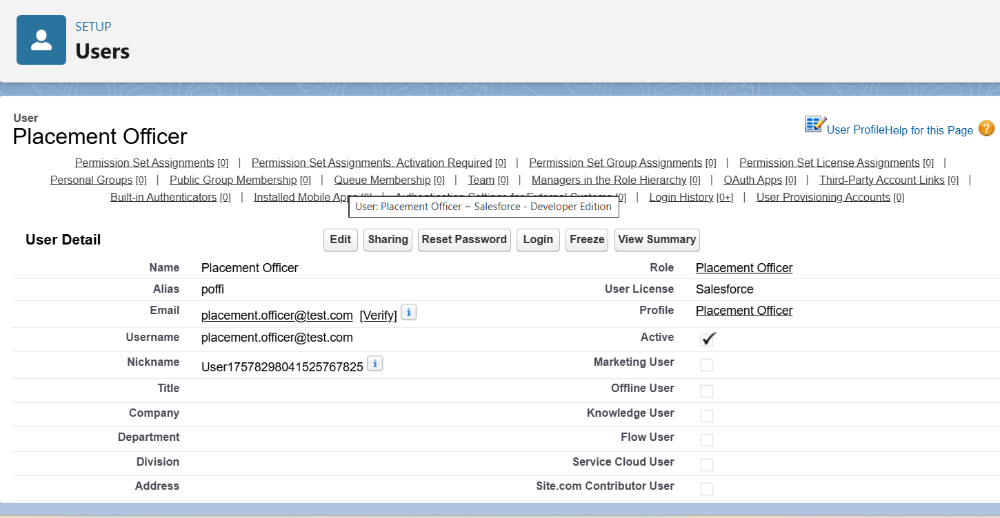 SETUP
Users
User
Placement Officer
User Profile Help for this Page ?
Permission Set Assignments [0] | Permission Set Assignments: Activation Required [0] | Permission Set Group Assignments [0] | Permission Set License Assignments [0] |
Personal Groups [0] | Public Group Membership [0] | Queue Membership [0] | Team [0] | Managers in the Role Hierarchy [0] | OAuth Apps [0] | Third-Party Account Links [0] |
Built-in Authenticators [0] | Installed Mobile Apps [0] | Authentication Settings for External Systems [0] | Login History [0+] | User Provisioning Accounts [0]
User: Placement Officer ~ Salesforce - Developer Edition
User Detail
Edit Sharing Reset Password Login Freeze View Summary
Name Placement Officer Role Placement Officer
Alias poffi User License Salesforce
Email placement.officer@test.com [Verify] i Profile Placement Officer
Username placement.officer@test.com Active
Nickname User17578298041525767825 i Marketing User
Title Offline User
Company Knowledge User
Department Flow User
Division Service Cloud User
Address Site.com Contributor User